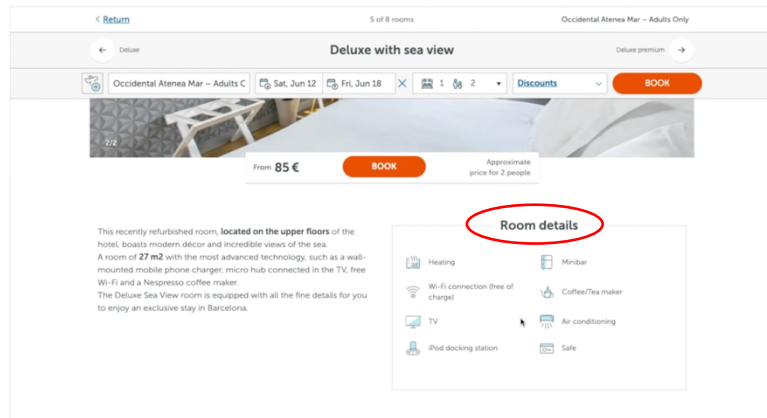 < Return
5 of 8 rooms
Occidental Atenea Mar – Adults Only
← Deluxe
Deluxe with sea view
Deluxe premium →
Occidental Atenea Mar – Adults C
Sat, Jun 12
Fri, Jun 18
1
2
Discounts
BOOK
2/2
From 85 €
BOOK
Approximate
price for 2 people
This recently refurbished room, located on the upper floors of the
hotel, boasts modern décor and incredible views of the sea.
A room of 27 m2 with the most advanced technology, such as a wall-
mounted mobile phone charger, micro hub connected in the TV, free
Wi-Fi and a Nespresso coffee maker.
The Deluxe Sea View room is equipped with all the fine details for you
to enjoy an exclusive stay in Barcelona.
Room details
Heating
Minibar
Wi-Fi connection (free of
charge)
Coffee/Tea maker
TV
Air conditioning
iPod docking station
Safe